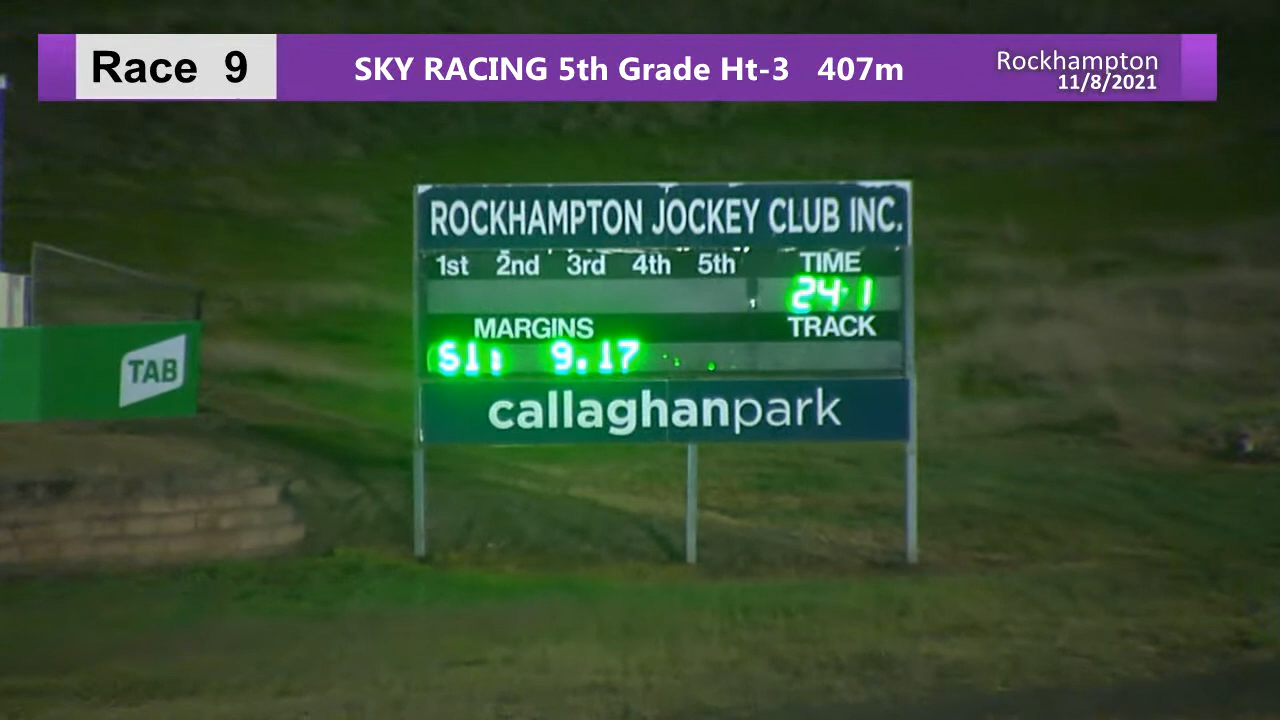 Race 9
SKY RACING 5th Grade Ht-3 407m
Rockhampton
11/8/2021
ROCKHAMPTON JOCKEY CLUB INC.
1st 2nd 3rd 4th 5th TIME
24.1
MARGINS TRACK
S1: 9.17
TAB
callaghanpark